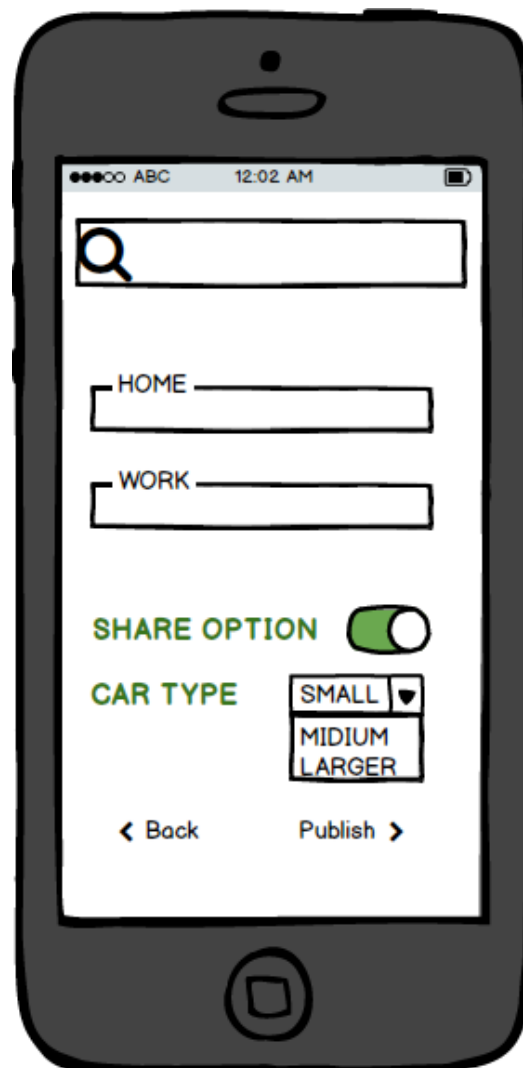 ABC 12:02 AM
HOME
WORK
SHARE OPTION
CAR TYPE SMALL
MIDIUM
LARGER
Back Publish